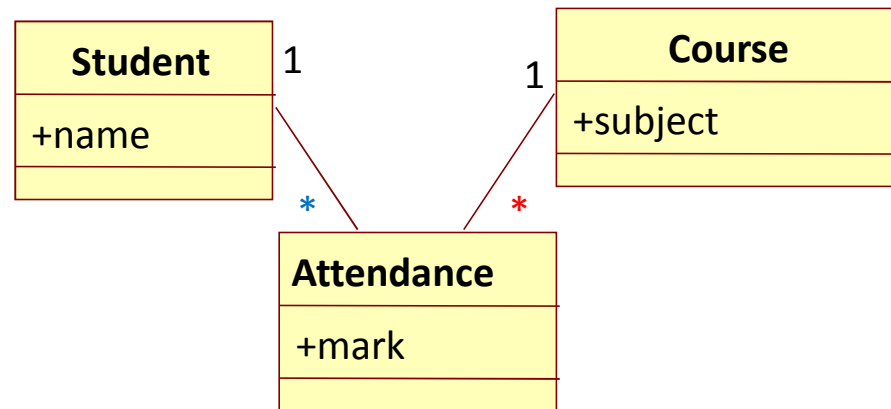 Student
1
+name
*
Course
1
+subject
*
Attendance
+mark